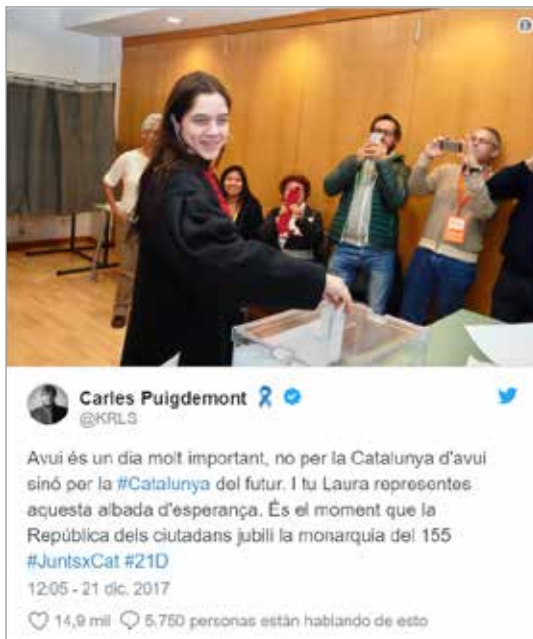 Carles Puigdemont
@KRLS
Avui és un dia molt important, no per la Catalunya d'avui
sinó per la #Catalunya del futur. I tu Laura representes
aquesta albada d'esperança. És el moment que la
República dels ciutadans jubili la monarquia del 155
#JuntsxCat #21D
12:05 - 21 dic. 2017
14,9 mil 5.750 personas están hablando de esto